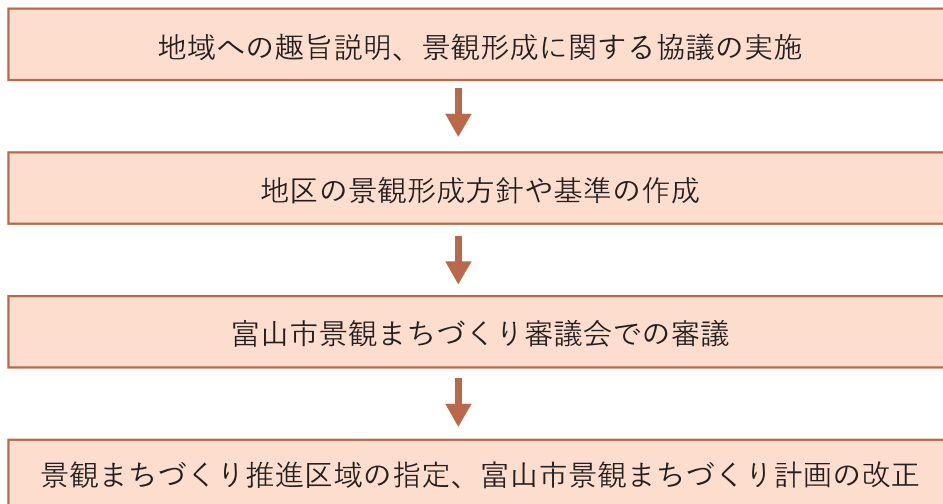 地域への趣旨説明、景観形成に関する協議の実施
地区の景観形成方針や基準の作成
富山市景観まちづくり審議会での審議
景観まちづくり推進区域の指定、富山市景観まちづくり計画の改正